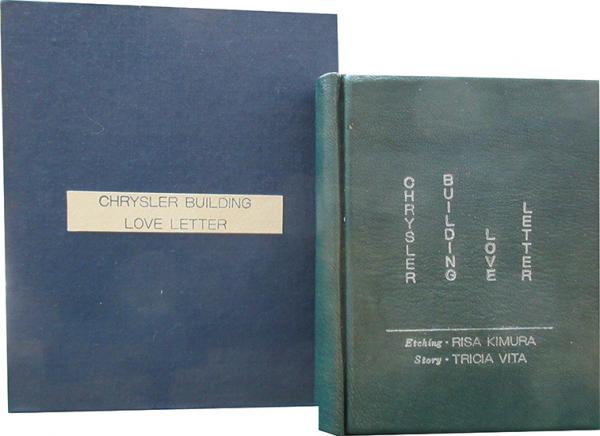 CHRYSLER BUILDING
LOVE LETTER
CHRYSLER
BUILDING
LOVE
LETTER
Etching · RISA KIMURA
Story · TRICIA VITA